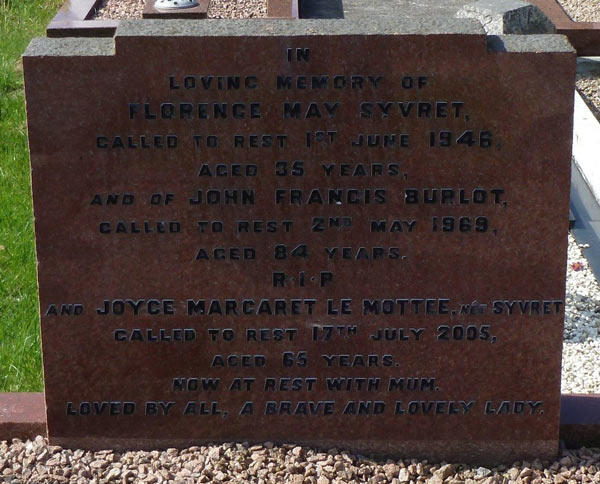 IN
LOVING MEMORY OF
FLORENCE MAY SYVRET,
CALLED TO REST 1ST JUNE 1946,
AGED 35 YEARS,
AND OF JOHN FRANCIS BURLOT,
CALLED TO REST 2ND MAY 1969,
AGED 84 YEARS.
R·I·P
AND JOYCE MARGARET LE MOTTEE, NÉE SYVRET
CALLED TO REST 17TH JULY 2005,
AGED 65 YEARS.
NOW AT REST WITH MUM.
LOVED BY ALL, A BRAVE AND LOVELY LADY.